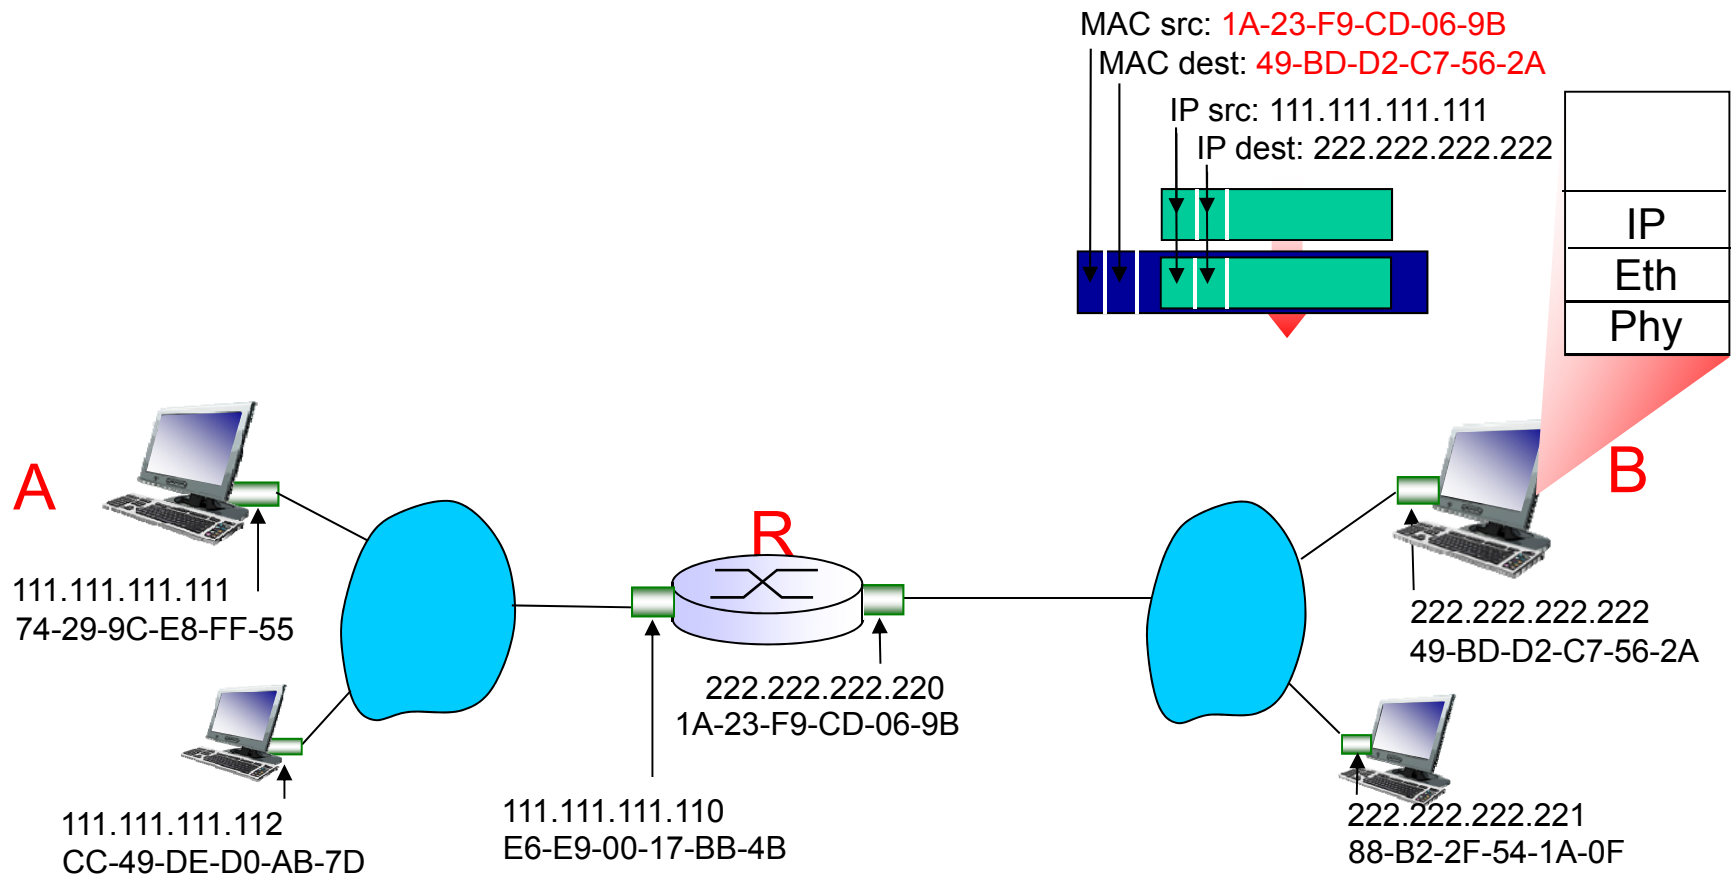 MAC src: 1A-23-F9-CD-06-9B
MAC dest: 49-BD-D2-C7-56-2A
IP src: 111.111.111.111
IP dest: 222.222.222.222
IP
Eth
Phy
A
B
R
111.111.111.111
74-29-9C-E8-FF-55
222.222.222.222
49-BD-D2-C7-56-2A
222.222.222.220
1A-23-F9-CD-06-9B
111.111.111.112
CC-49-DE-D0-AB-7D
111.111.111.110
E6-E9-00-17-BB-4B
222.222.222.221
88-B2-2F-54-1A-0F